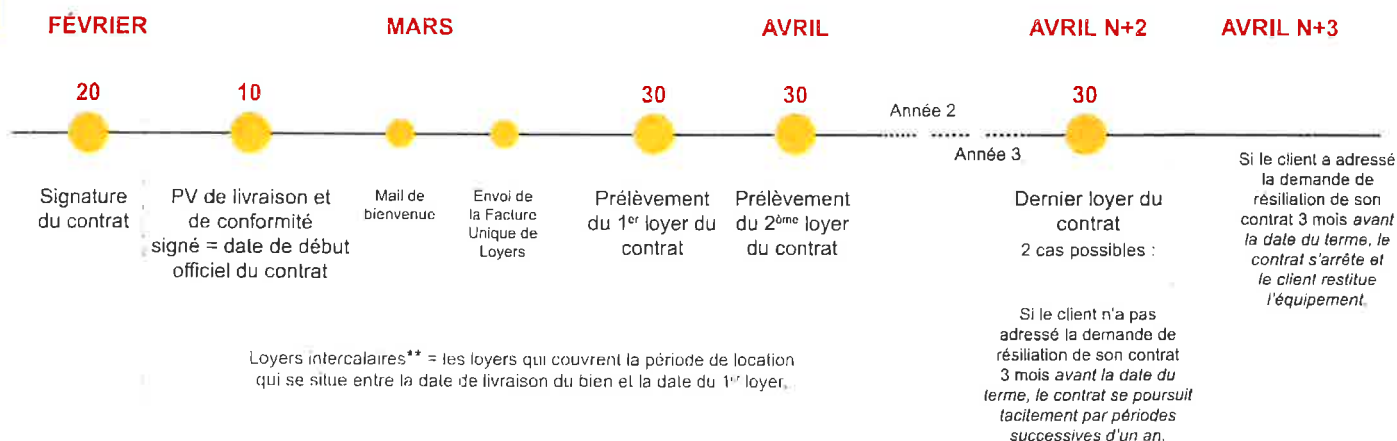 FÉVRIER
MARS
AVRIL
AVRIL N+2
AVRIL N+3
20
10
30
30
30
Année 2
Année 3
Signature
du contrat
PV de livraison et
de conformité
signé = date de début
officiel du contrat
Mail de
bienvenue
Envoi de
la Facture
Unique de
Loyers
Prélèvement
du 1er loyer du
contrat
Prélèvement
du 2ème loyer
du contrat
Dernier loyer du
contrat
2 cas possibles :
Si le client n'a pas
adressé la demande de
résiliation de son contrat
3 mois avant la date du
terme, le contrat se poursuit
tacitement par périodes
successives d'un an.
Si le client a adressé
la demande de
résiliation de son
contrat 3 mois avant
la date du terme, le
contrat s'arrête et
le client restitue
l'équipement.
Loyers intercalaires** = les loyers qui couvrent la période de location
qui se situe entre la date de livraison du bien et la date du 1er loyer.